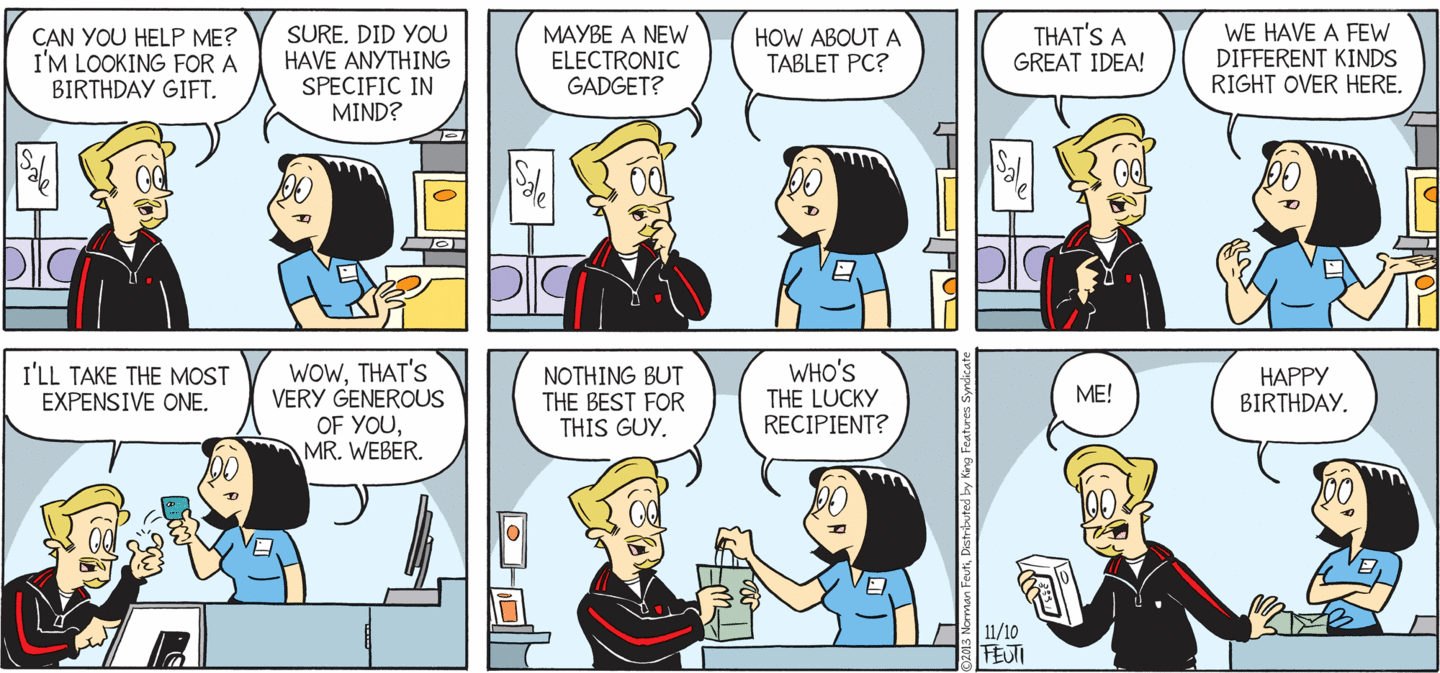 CAN YOU HELP ME?
I'M LOOKING FOR A
BIRTHDAY GIFT.
SURE. DID YOU
HAVE ANYTHING
SPECIFIC IN
MIND?
Sale
MAYBE A NEW
ELECTRONIC
GADGET?
HOW ABOUT A
TABLET PC?
Sale
THAT'S A
GREAT IDEA!
WE HAVE A FEW
DIFFERENT KINDS
RIGHT OVER HERE.
Sale
I'LL TAKE THE MOST
EXPENSIVE ONE.
WOW, THAT'S
VERY GENEROUS
OF YOU,
MR. WEBER.
NOTHING BUT
THE BEST FOR
THIS GUY.
WHO'S
THE LUCKY
RECIPIENT?
©2013 Norman Feuti, Distributed by King Features Syndicate
ME!
HAPPY
BIRTHDAY.
11/10
FEUTI